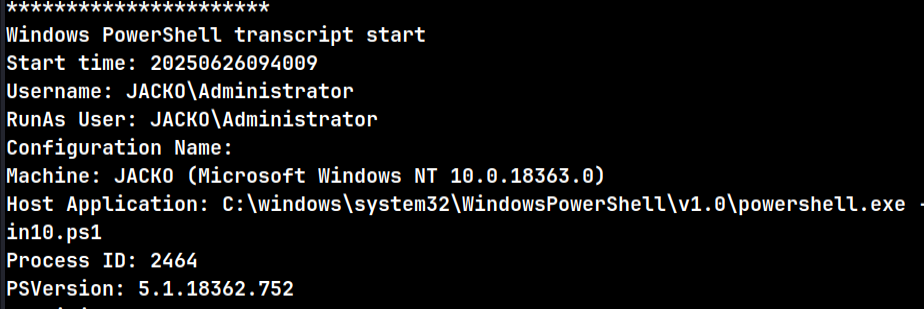 **********************
Windows PowerShell transcript start
Start time: 20250626094009
Username: JACKO\Administrator
RunAs User: JACKO\Administrator
Configuration Name:
Machine: JACKO (Microsoft Windows NT 10.0.18363.0)
Host Application: C:\windows\system32\WindowsPowerShell\v1.0\powershell.exe -
in10.ps1
Process ID: 2464
PSVersion: 5.1.18362.752